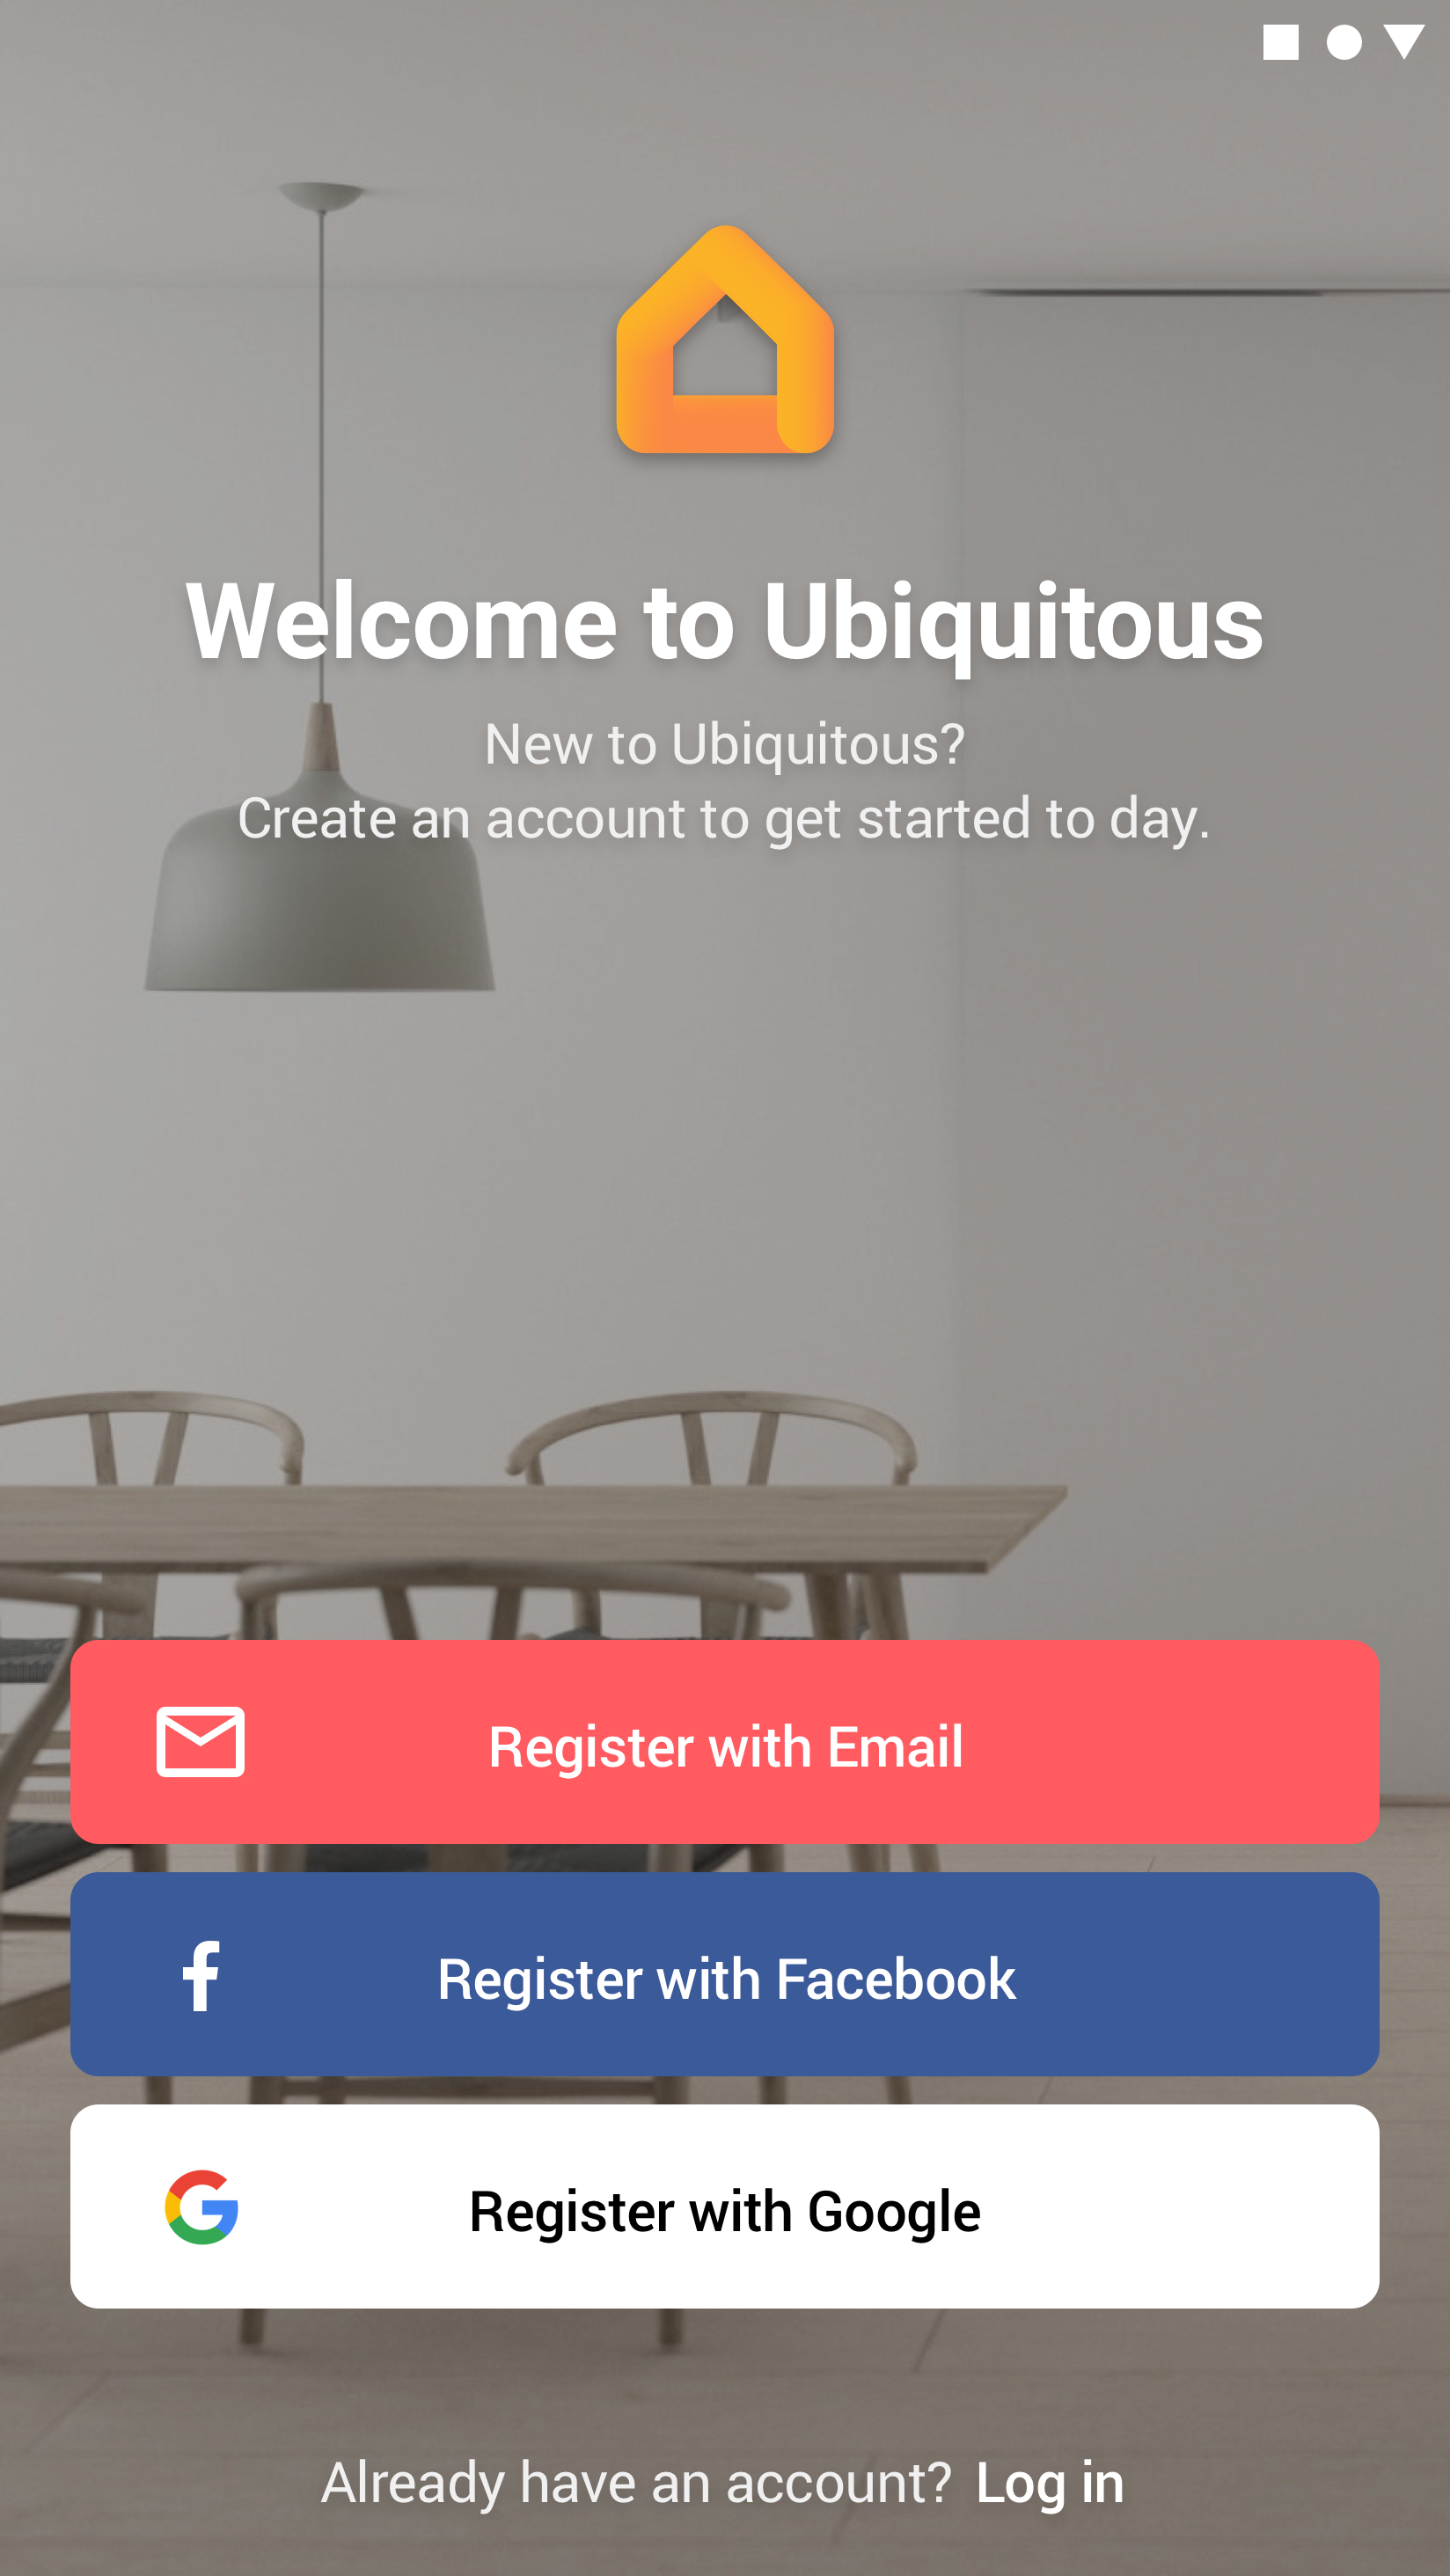 Welcome to Ubiquitous
New to Ubiquitous?
Create an account to get started to day.
Register with Email
Register with Facebook
Register with Google
Already have an account? Log in